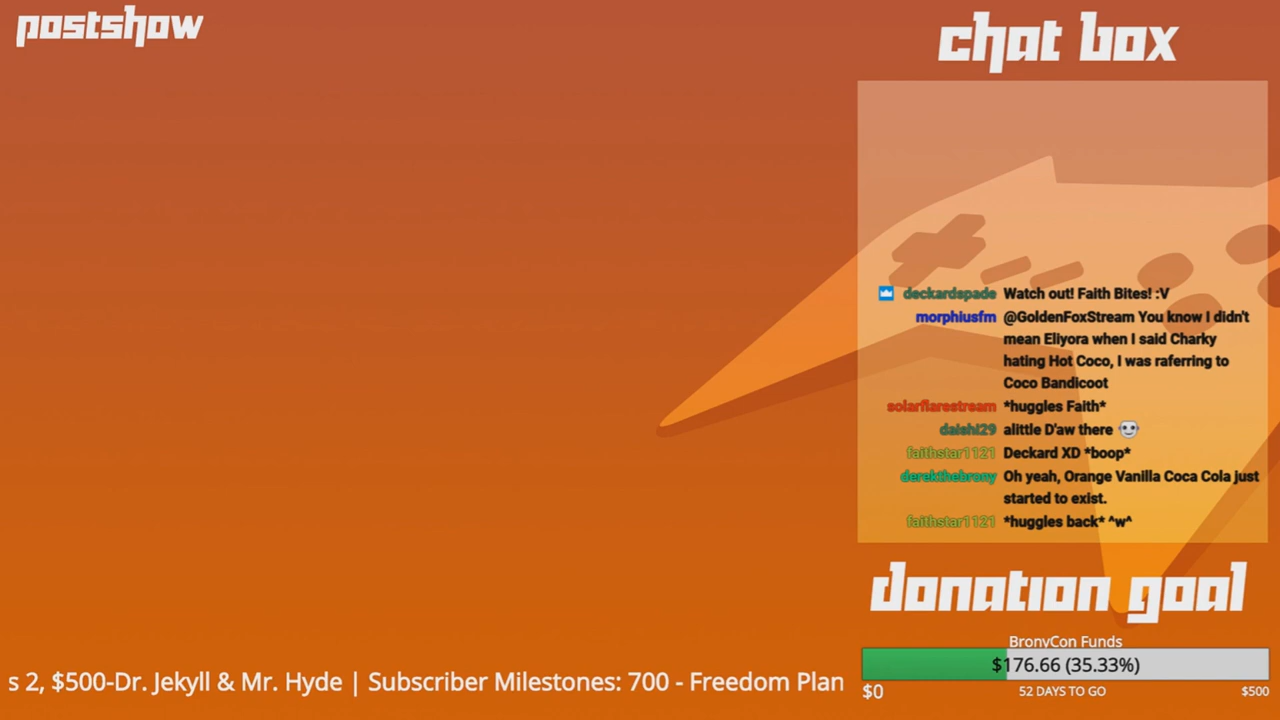 postshow
chat box
deckardspade Watch out! Faith Bites! :V
morphiusfm @GoldenFoxStream You know I didn't
mean Eliyora when I said Charky
hating Hot Coco, I was raferring to
Coco Bandicoot
solarflarestream *huggles Faith*
daishi29 alittle D'aw there
faithstar1121 Deckard XD *boop*
derekthebrony Oh yeah, Orange Vanilla Coca Cola just
started to exist.
faithstar1121 *huggles back* ^w^
donation goal
BronyCon Funds
$176.66 (35.33%)
$0 52 DAYS TO GO $500
s 2, $500-Dr. Jekyll & Mr. Hyde | Subscriber Milestones: 700 - Freedom Plan